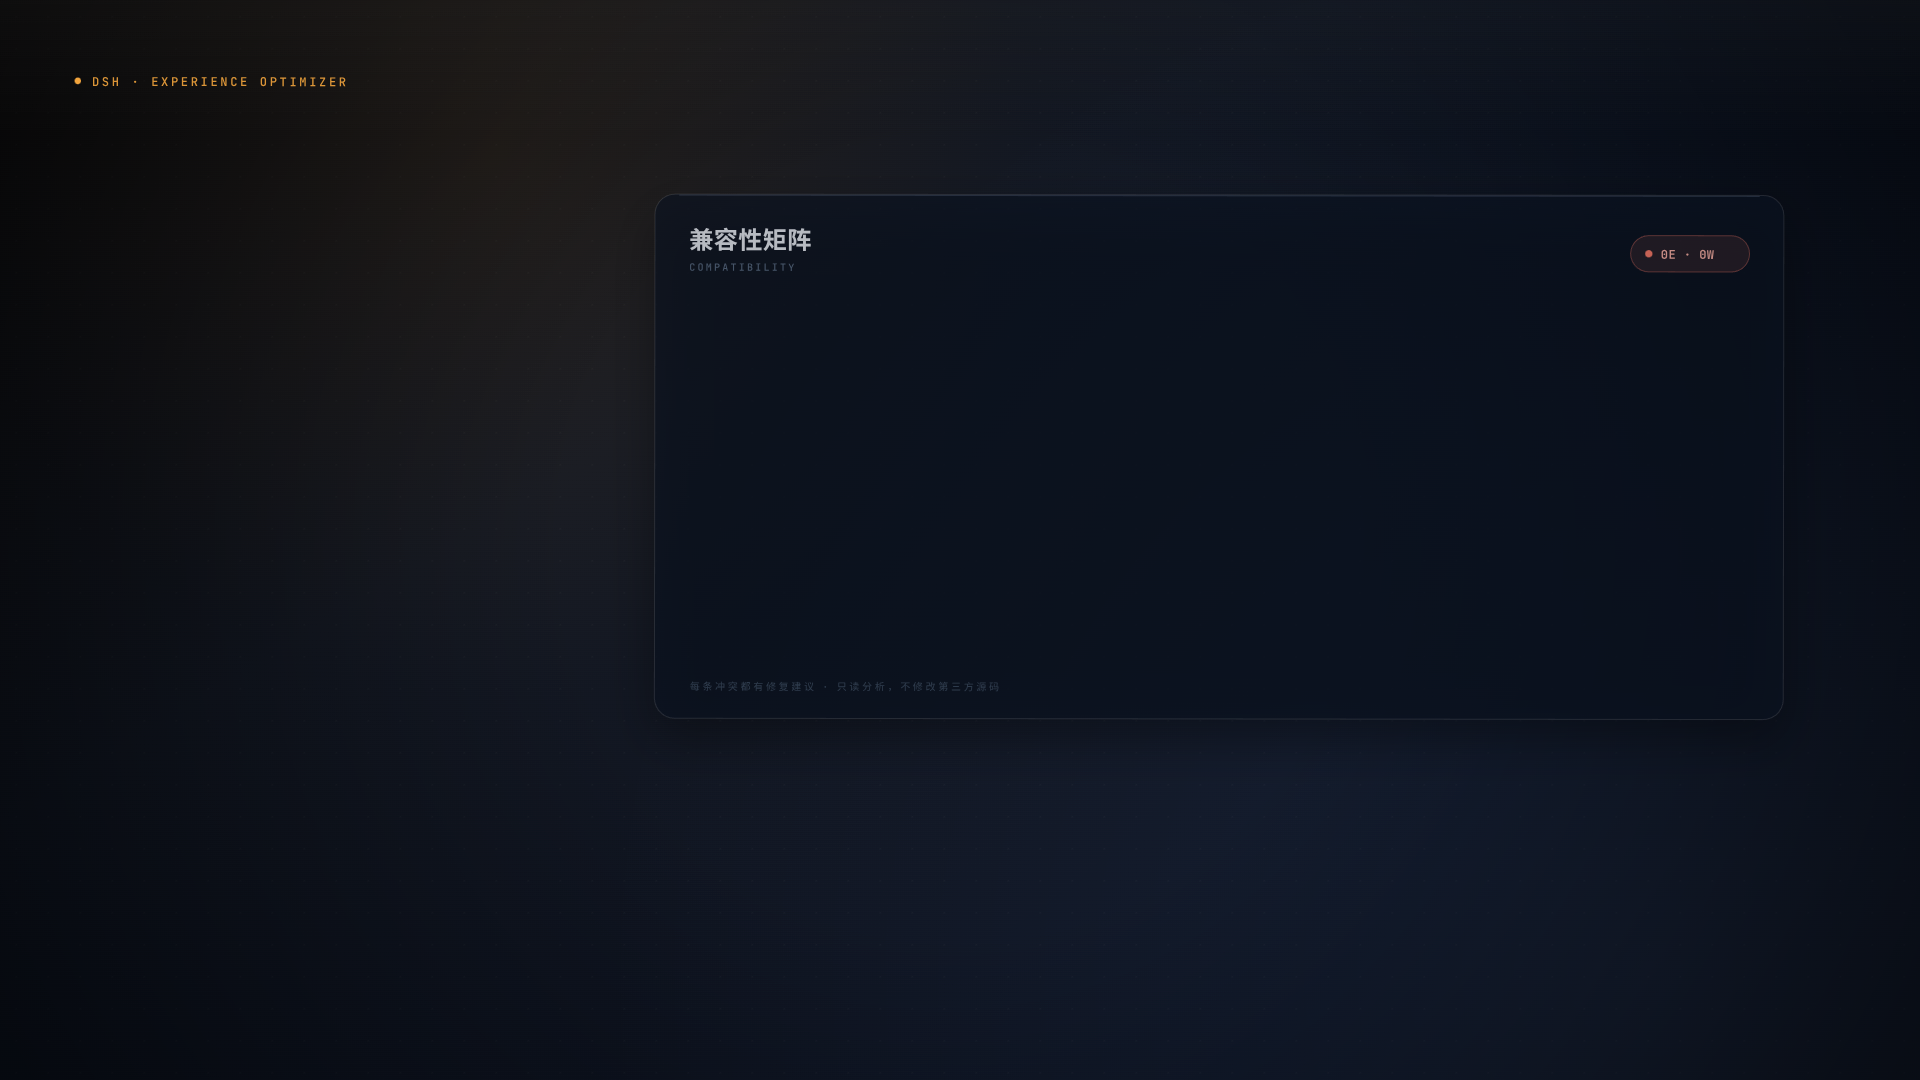 DSH · EXPERIENCE OPTIMIZER
兼容性矩阵
COMPATIBILITY
0E · 0W
每条冲突都有修复建议 · 只读分析, 不修改第三方源码